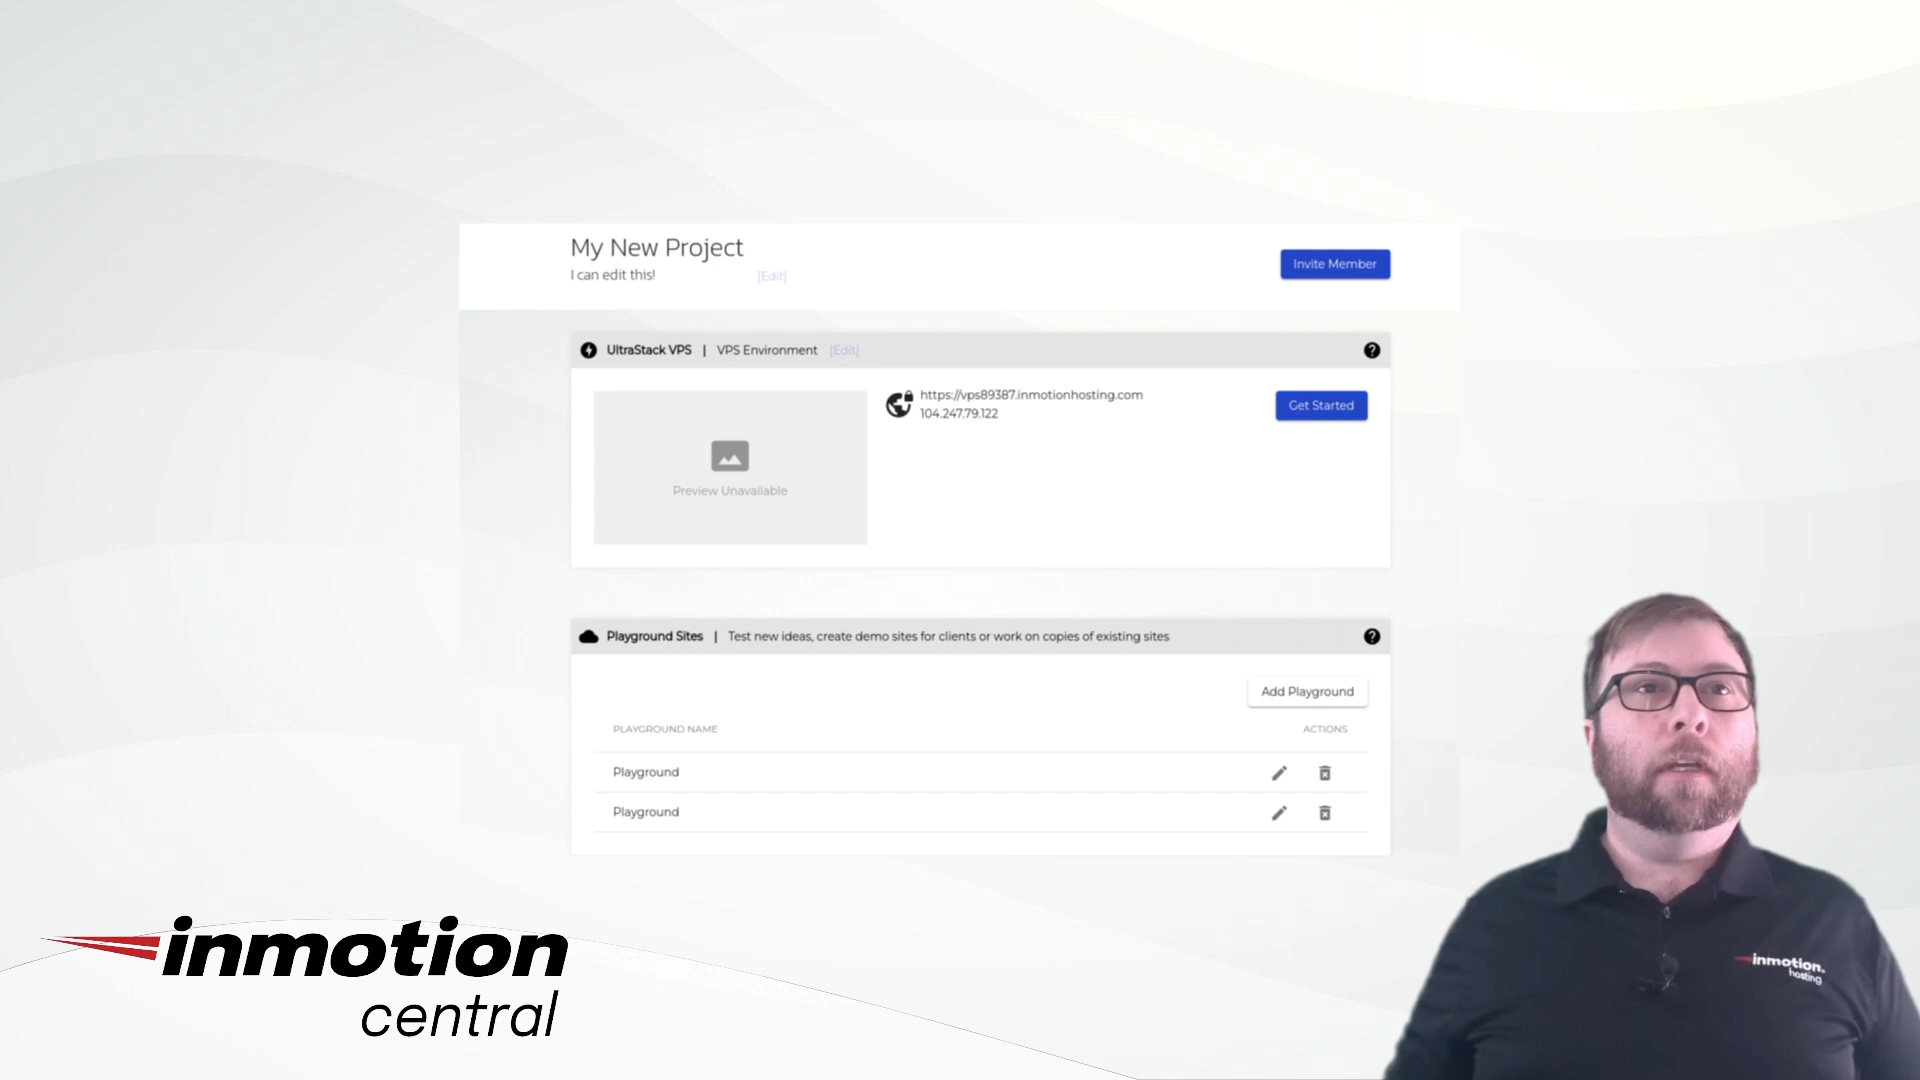 My New Project
I can edit this!
[Edit]
Invite Member
UltraStack VPS | VPS Environment [Edit]
?
https://vps89387.inmotionhosting.com
104.247.79.122
Get Started
Preview Unavailable
Playground Sites | Test new ideas, create demo sites for clients or work on copies of existing sites
?
Add Playground
PLAYGROUND NAME
ACTIONS
Playground
Playground
inmotion
central
inmotion
hosting